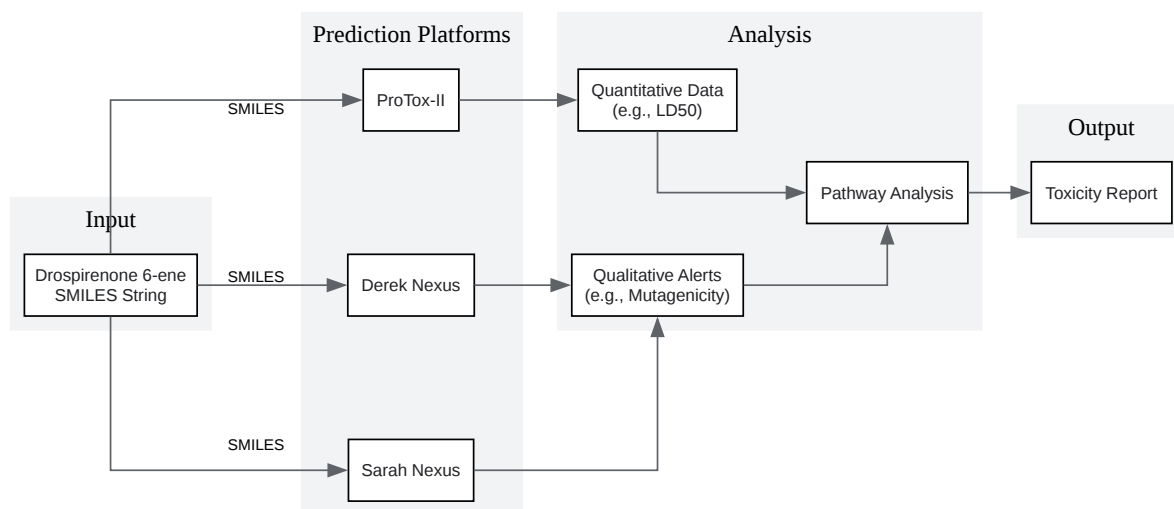 Prediction Platforms
Analysis
ProTox-II
Quantitative Data
(e.g., LD50)
SMILES
Output
Pathway Analysis
Toxicity Report
Input
Drospirenone 6-ene
SMILES String
SMILES
Derek Nexus
Qualitative Alerts
(e.g., Mutagenicity)
SMILES
Sarah Nexus